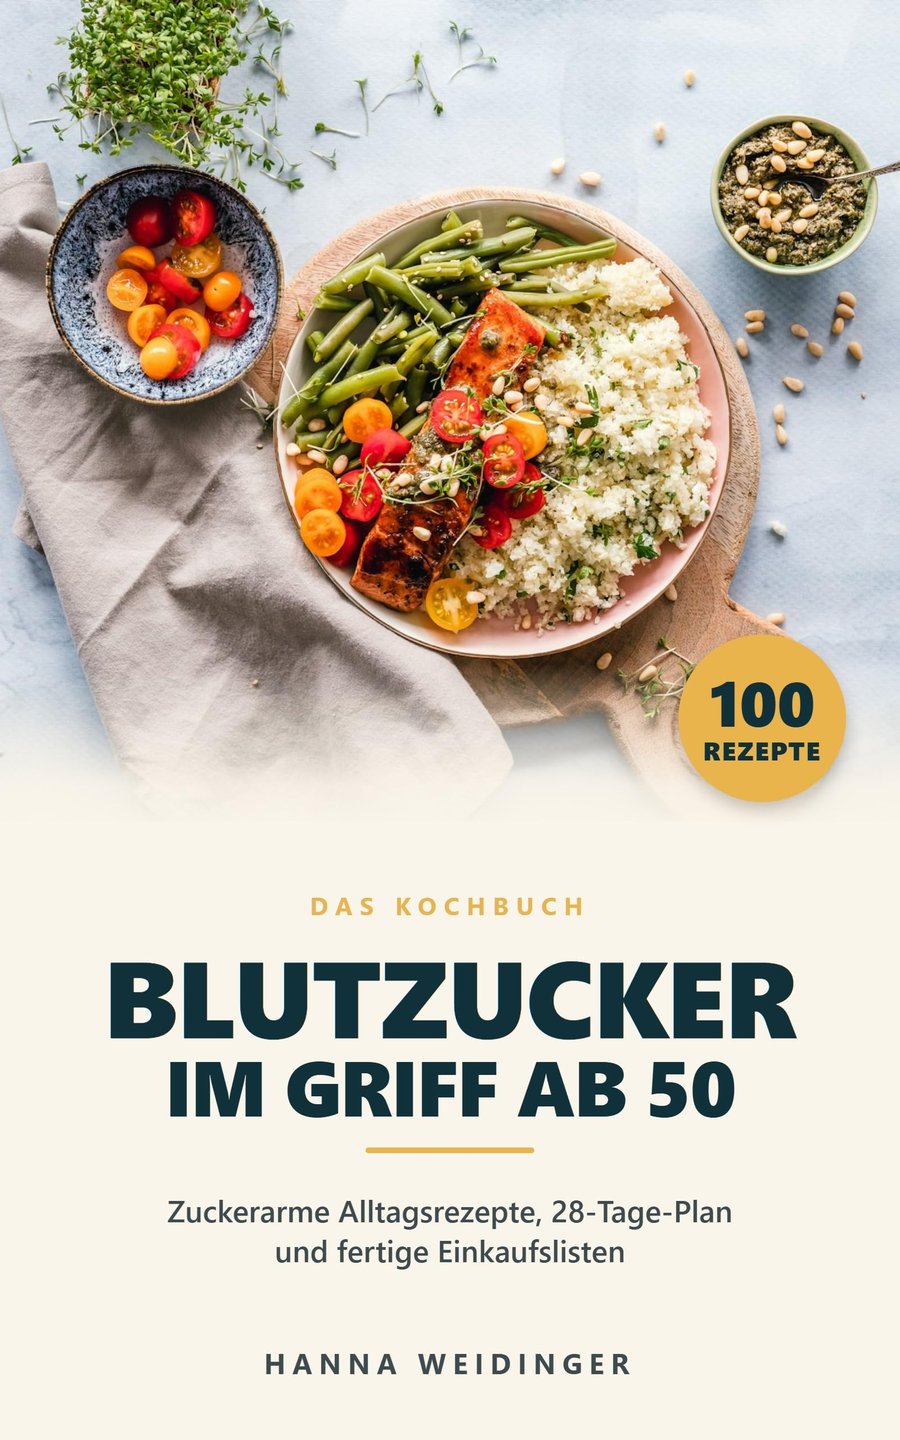 100
REZEPTE
DAS KOCHBUCH
BLUTZUCKER
IM GRIFF AB 50
Zuckerarme Alltagsrezepte, 28-Tage-Plan
und fertige Einkaufslisten
HANNA WEIDINGER